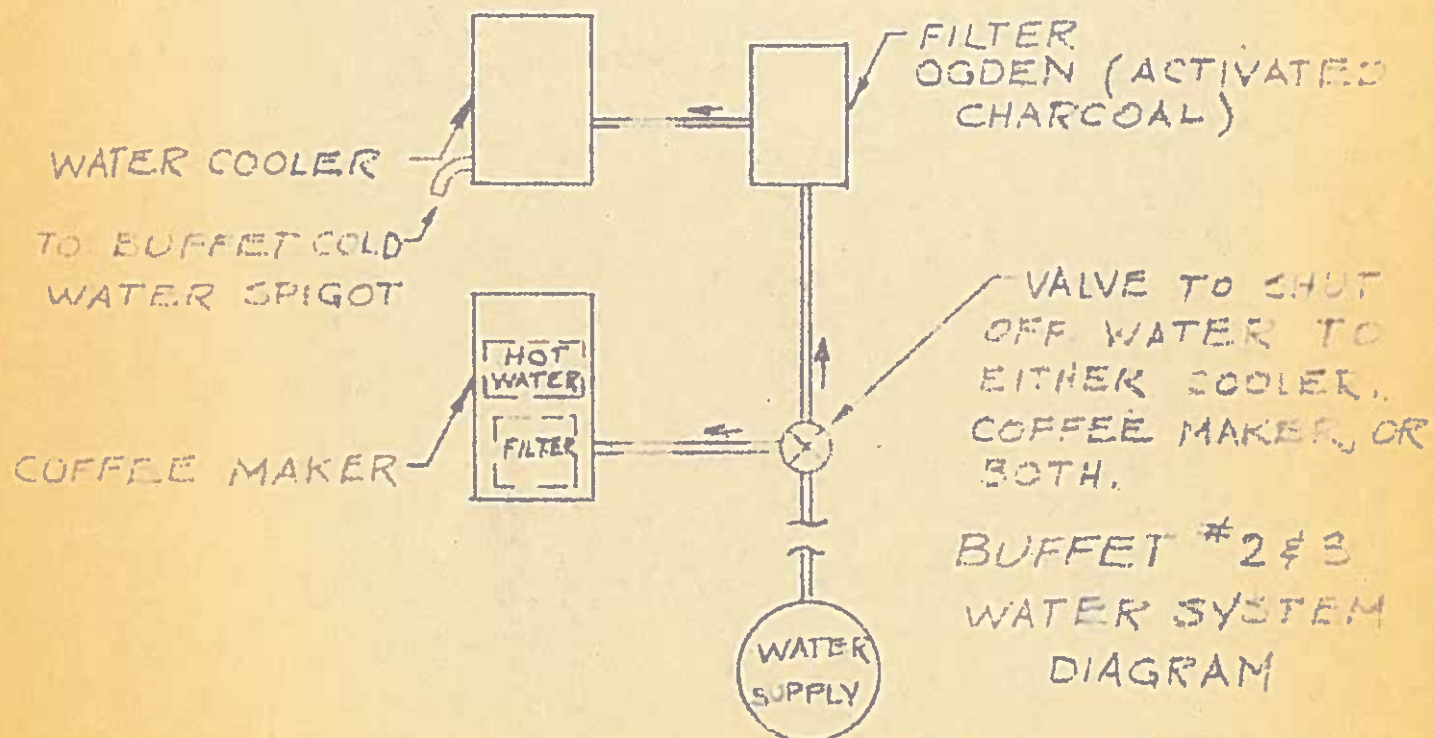 FILTER
OGDEN (ACTIVATED
CHARCOAL)
WATER COOLER
TO BUFFET COLD
WATER SPIGOT
VALVE TO SHUT
OFF WATER TO
EITHER COOLER,
COFFEE MAKER, OR
BOTH.
HOT
WATER
FILTER
COFFEE MAKER
BUFFET #2 & 3
WATER SYSTEM
DIAGRAM
WATER
SUPPLY